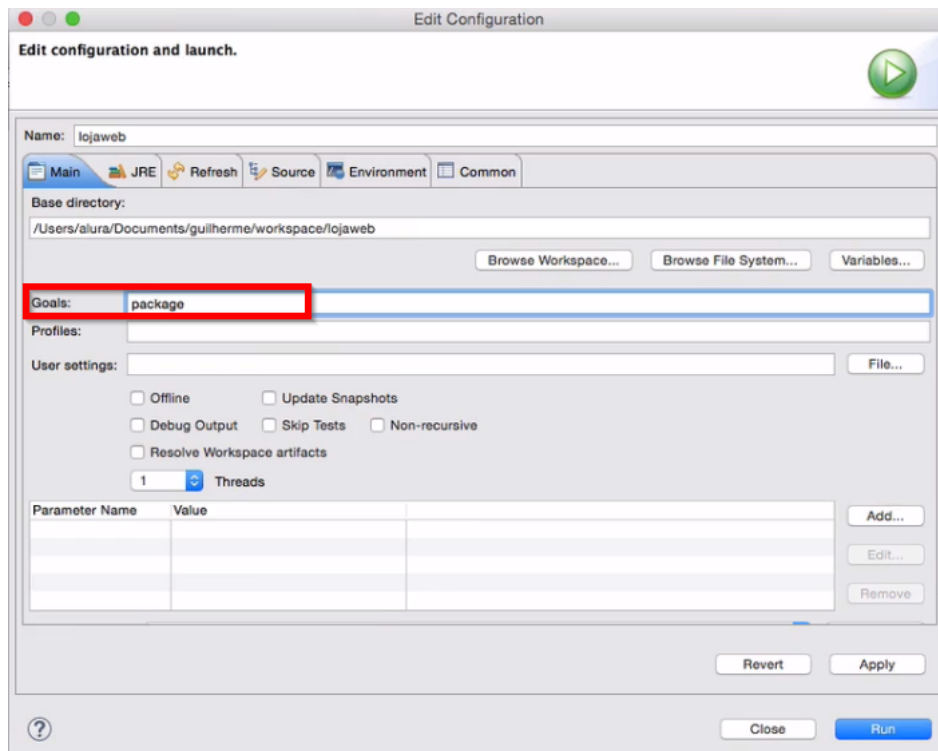 Edit Configuration
Edit configuration and launch.
Name: lojaweb
Main JRE Refresh Source Environment Common
Base directory:
/Users/alura/Documents/guilherme/workspace/lojaweb
Browse Workspace... Browse File System... Variables...
Goals: package
Profiles:
User settings: File...
Offline Update Snapshots
Debug Output Skip Tests Non-recursive
Resolve Workspace artifacts
1 Threads
Parameter Name Value
Add...
Edit...
Remove
Revert Apply
? Close Run